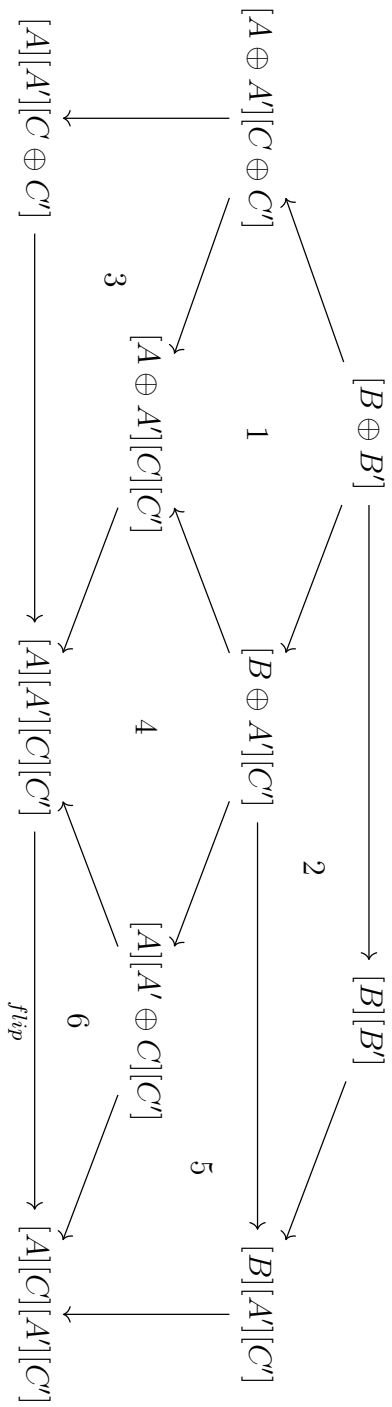 [B ⊕ B′] [B][B′]
2
[A ⊕ A′][C ⊕ C′] 1 [B ⊕ A′][C′] [B][A′][C′]
5
[A ⊕ A′][C][C′] 4 [A][A′ ⊕ C][C′]
3
6
[A][A′][C ⊕ C′] [A][A′][C][C′] [A][C][A′][C′]
flip